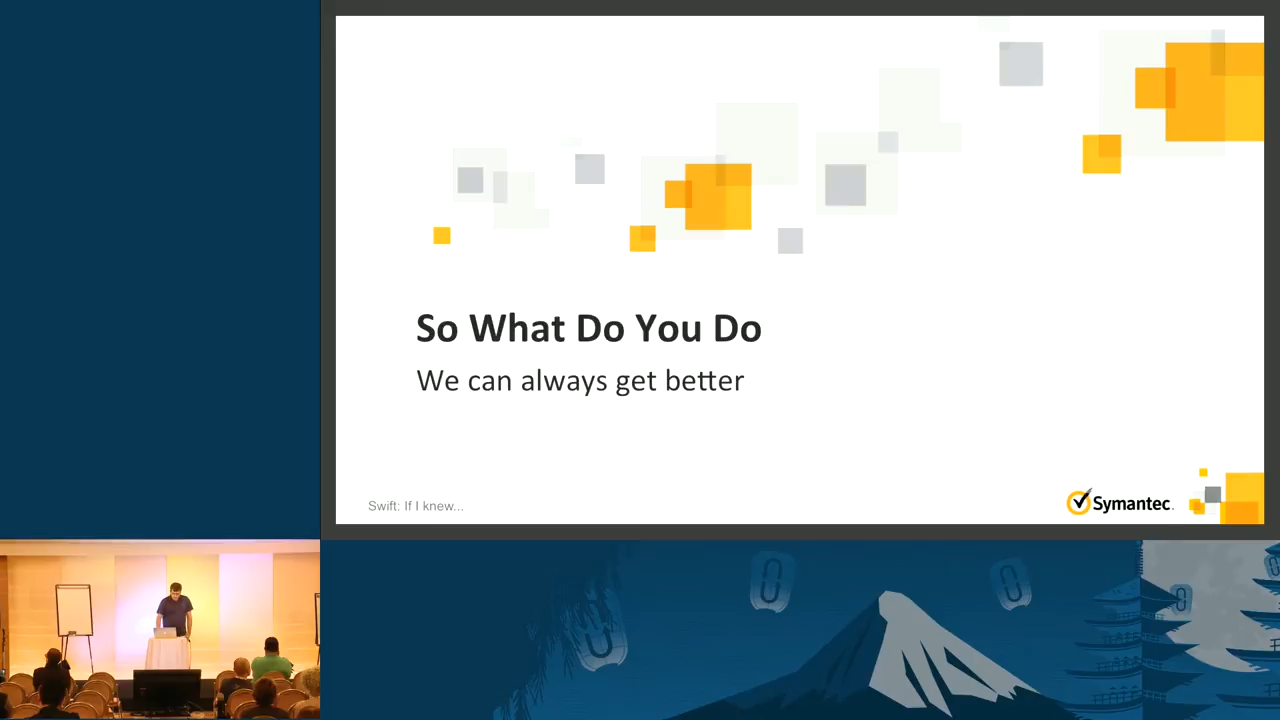 So What Do You Do
We can always get better
Swift: If I knew...
Symantec.